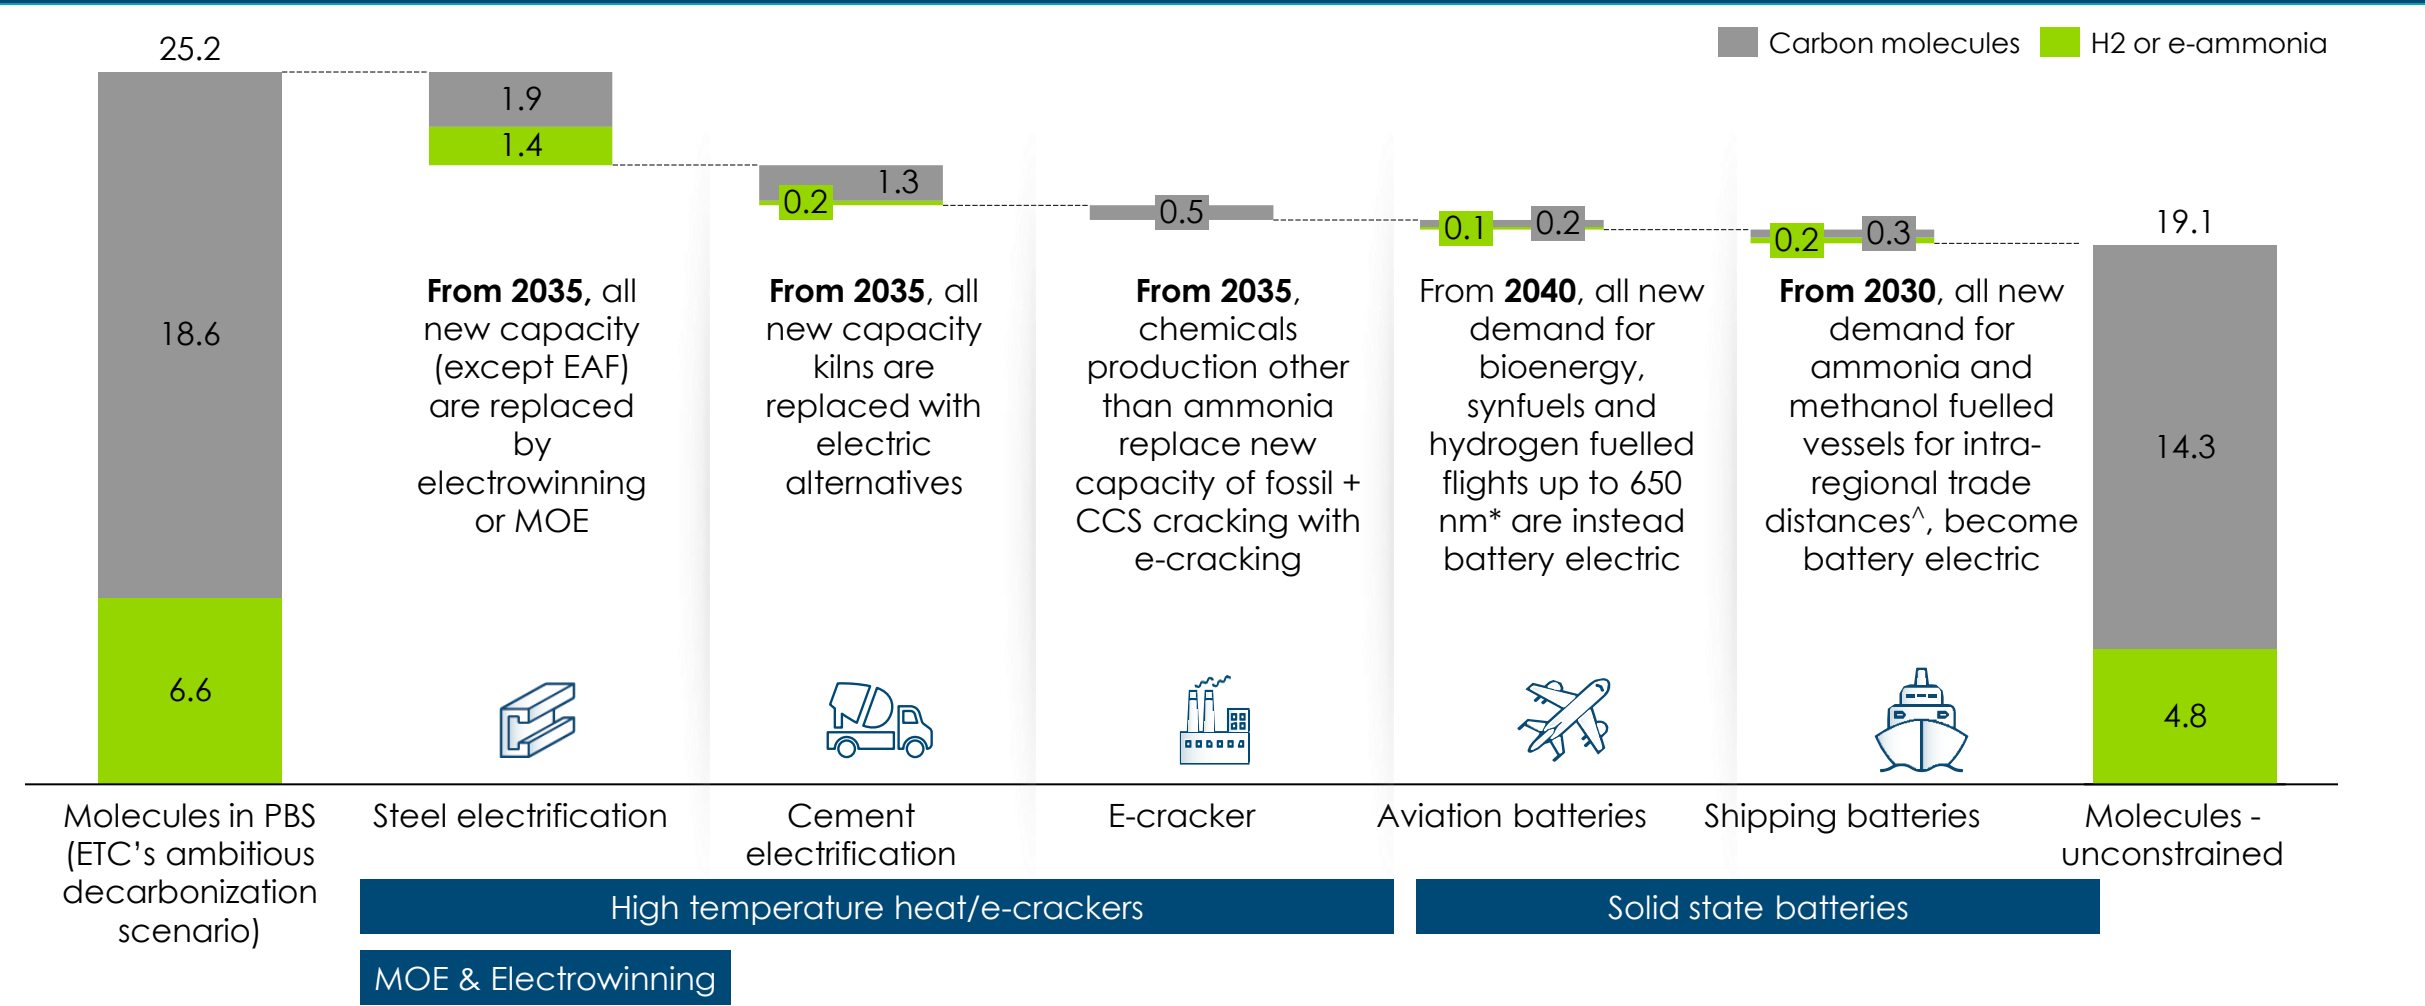 Carbon molecules
H2 or e-ammonia
25.2
18.6
6.6
1.9
1.4
1.3
0.2
0.5
0.1
0.2
0.2
0.3
19.1
14.3
4.8
From 2035, all
new capacity
(except EAF)
are replaced
by
electrowinning
or MOE
From 2035, all
new capacity
kilns are
replaced with
electric
alternatives
From 2035,
chemicals
production other
than ammonia
replace new
capacity of fossil +
CCS cracking with
e-cracking
From 2040, all new
demand for
bioenergy,
synfuels and
hydrogen fuelled
flights up to 650
nm* are instead
battery electric
From 2030, all new
demand for
ammonia and
methanol fuelled
vessels for intra-
regional trade
distances^, become
battery electric
Molecules in PBS
(ETC's ambitious
decarbonization
scenario)
Steel electrification
Cement
electrification
E-cracker
Aviation batteries
Shipping batteries
Molecules -
unconstrained
High temperature heat/e-crackers
Solid state batteries
MOE & Electrowinning